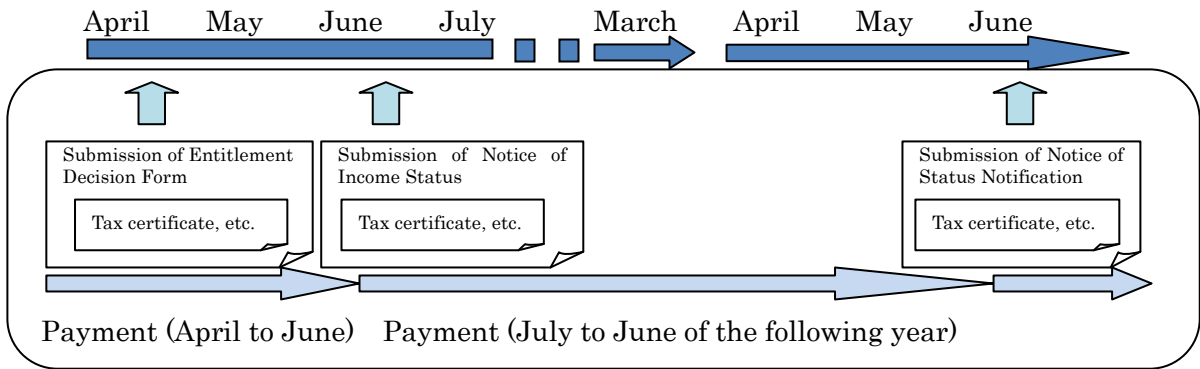 April May June July March April May June
Submission of Entitlement
Decision Form
Tax certificate, etc.
Submission of Notice of
Income Status
Tax certificate, etc.
Submission of Notice of
Status Notification
Tax certificate, etc.
Payment (April to June) Payment (July to June of the following year)